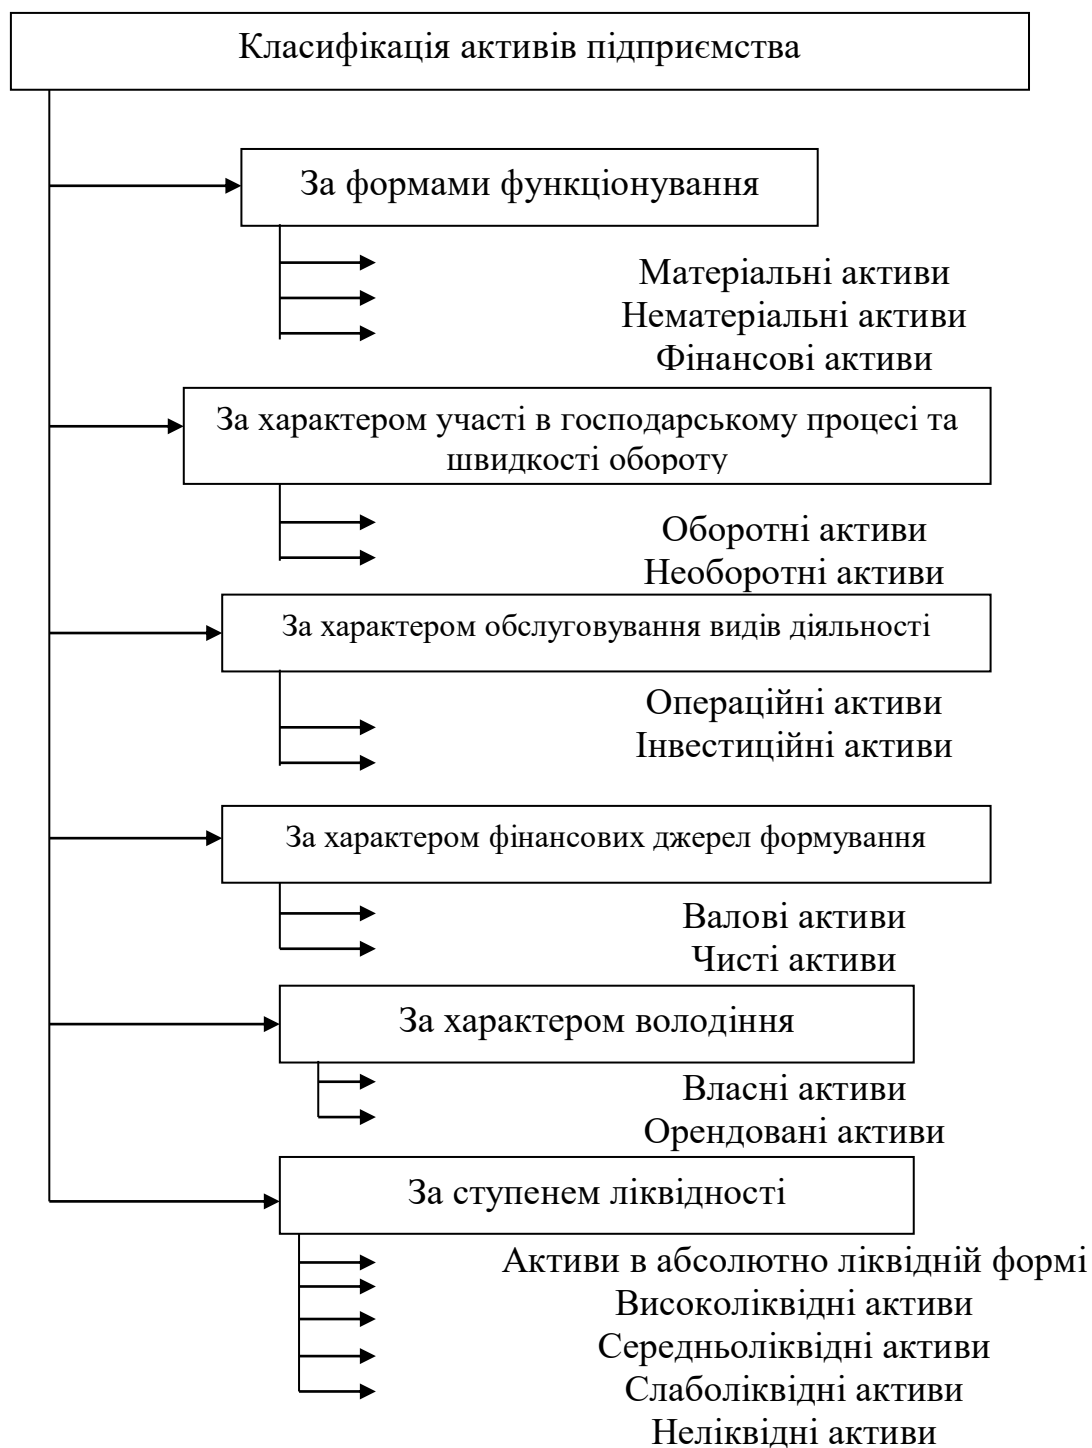 Класифікація активів підприємства
За формами функціонування
Матеріальні активи
Нематеріальні активи
Фінансові активи
За характером участі в господарському процесі та
швидкості обороту
Оборотні активи
Необоротні активи
За характером обслуговування видів діяльності
Операційні активи
Інвестиційні активи
За характером фінансових джерел формування
Валові активи
Чисті активи
За характером володіння
Власні активи
Орендовані активи
За ступенем ліквідності
Активи в абсолютно ліквідній формі
Високоліквідні активи
Середньоліквідні активи
Слаболіквідні активи
Неліквідні активи